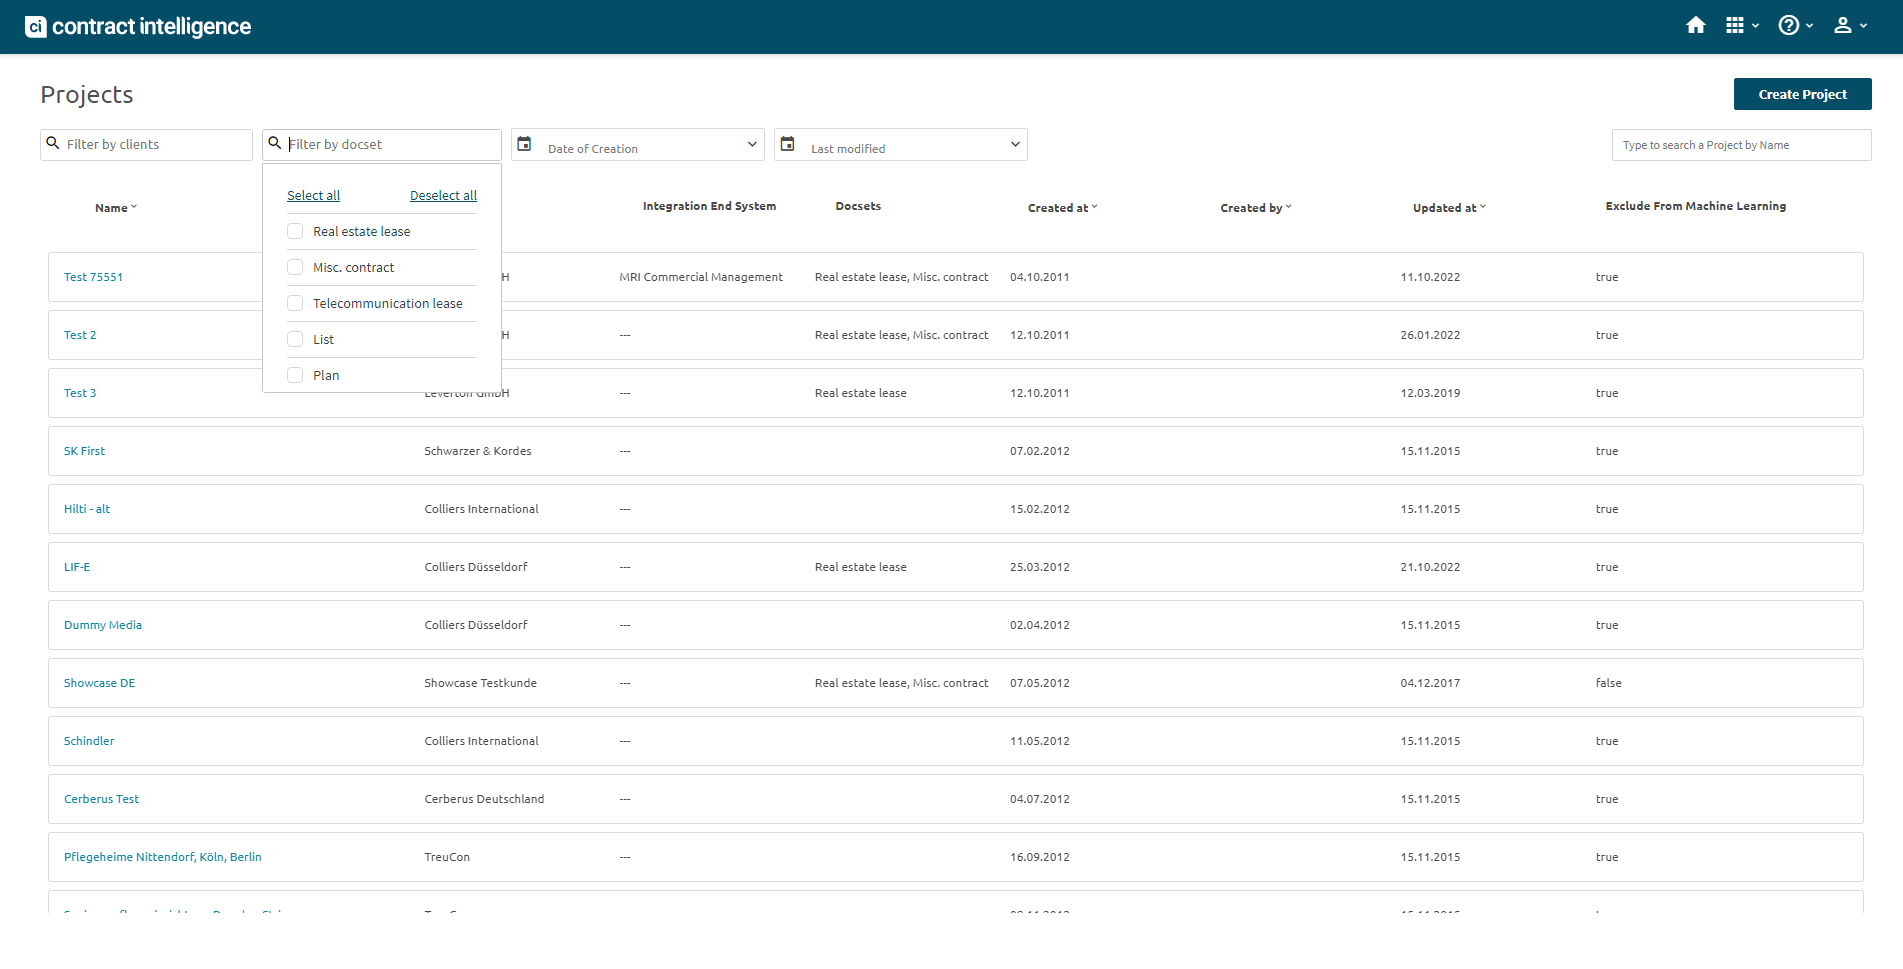 ci contract intelligence
Projects
Create Project
Filter by clients
Filter by docset
Date of Creation
Last modified
Type to search a Project by Name
Select all Deselect all
Real estate lease
Misc. contract
Telecommunication lease
List
Plan
Name Integration End System Docsets Created at Created by Updated at Exclude From Machine Learning
Test 75551 H MRI Commercial Management Real estate lease, Misc. contract 04.10.2011 11.10.2022 true
Test 2 H --- Real estate lease, Misc. contract 12.10.2011 26.01.2022 true
Test 3 Leverton GmbH --- Real estate lease 12.10.2011 12.03.2019 true
SK First Schwarzer & Kordes --- 07.02.2012 15.11.2015 true
Hilti - alt Colliers International --- 15.02.2012 15.11.2015 true
LIF-E Colliers Düsseldorf --- Real estate lease 25.03.2012 21.10.2022 true
Dummy Media Colliers Düsseldorf --- 02.04.2012 15.11.2015 true
Showcase DE Showcase Testkunde --- Real estate lease, Misc. contract 07.05.2012 04.12.2017 false
Schindler Colliers International --- 11.05.2012 15.11.2015 true
Cerberus Test Cerberus Deutschland --- 04.07.2012 15.11.2015 true
Pflegeheime Nittendorf, Köln, Berlin TreuCon --- 16.09.2012 15.11.2015 true